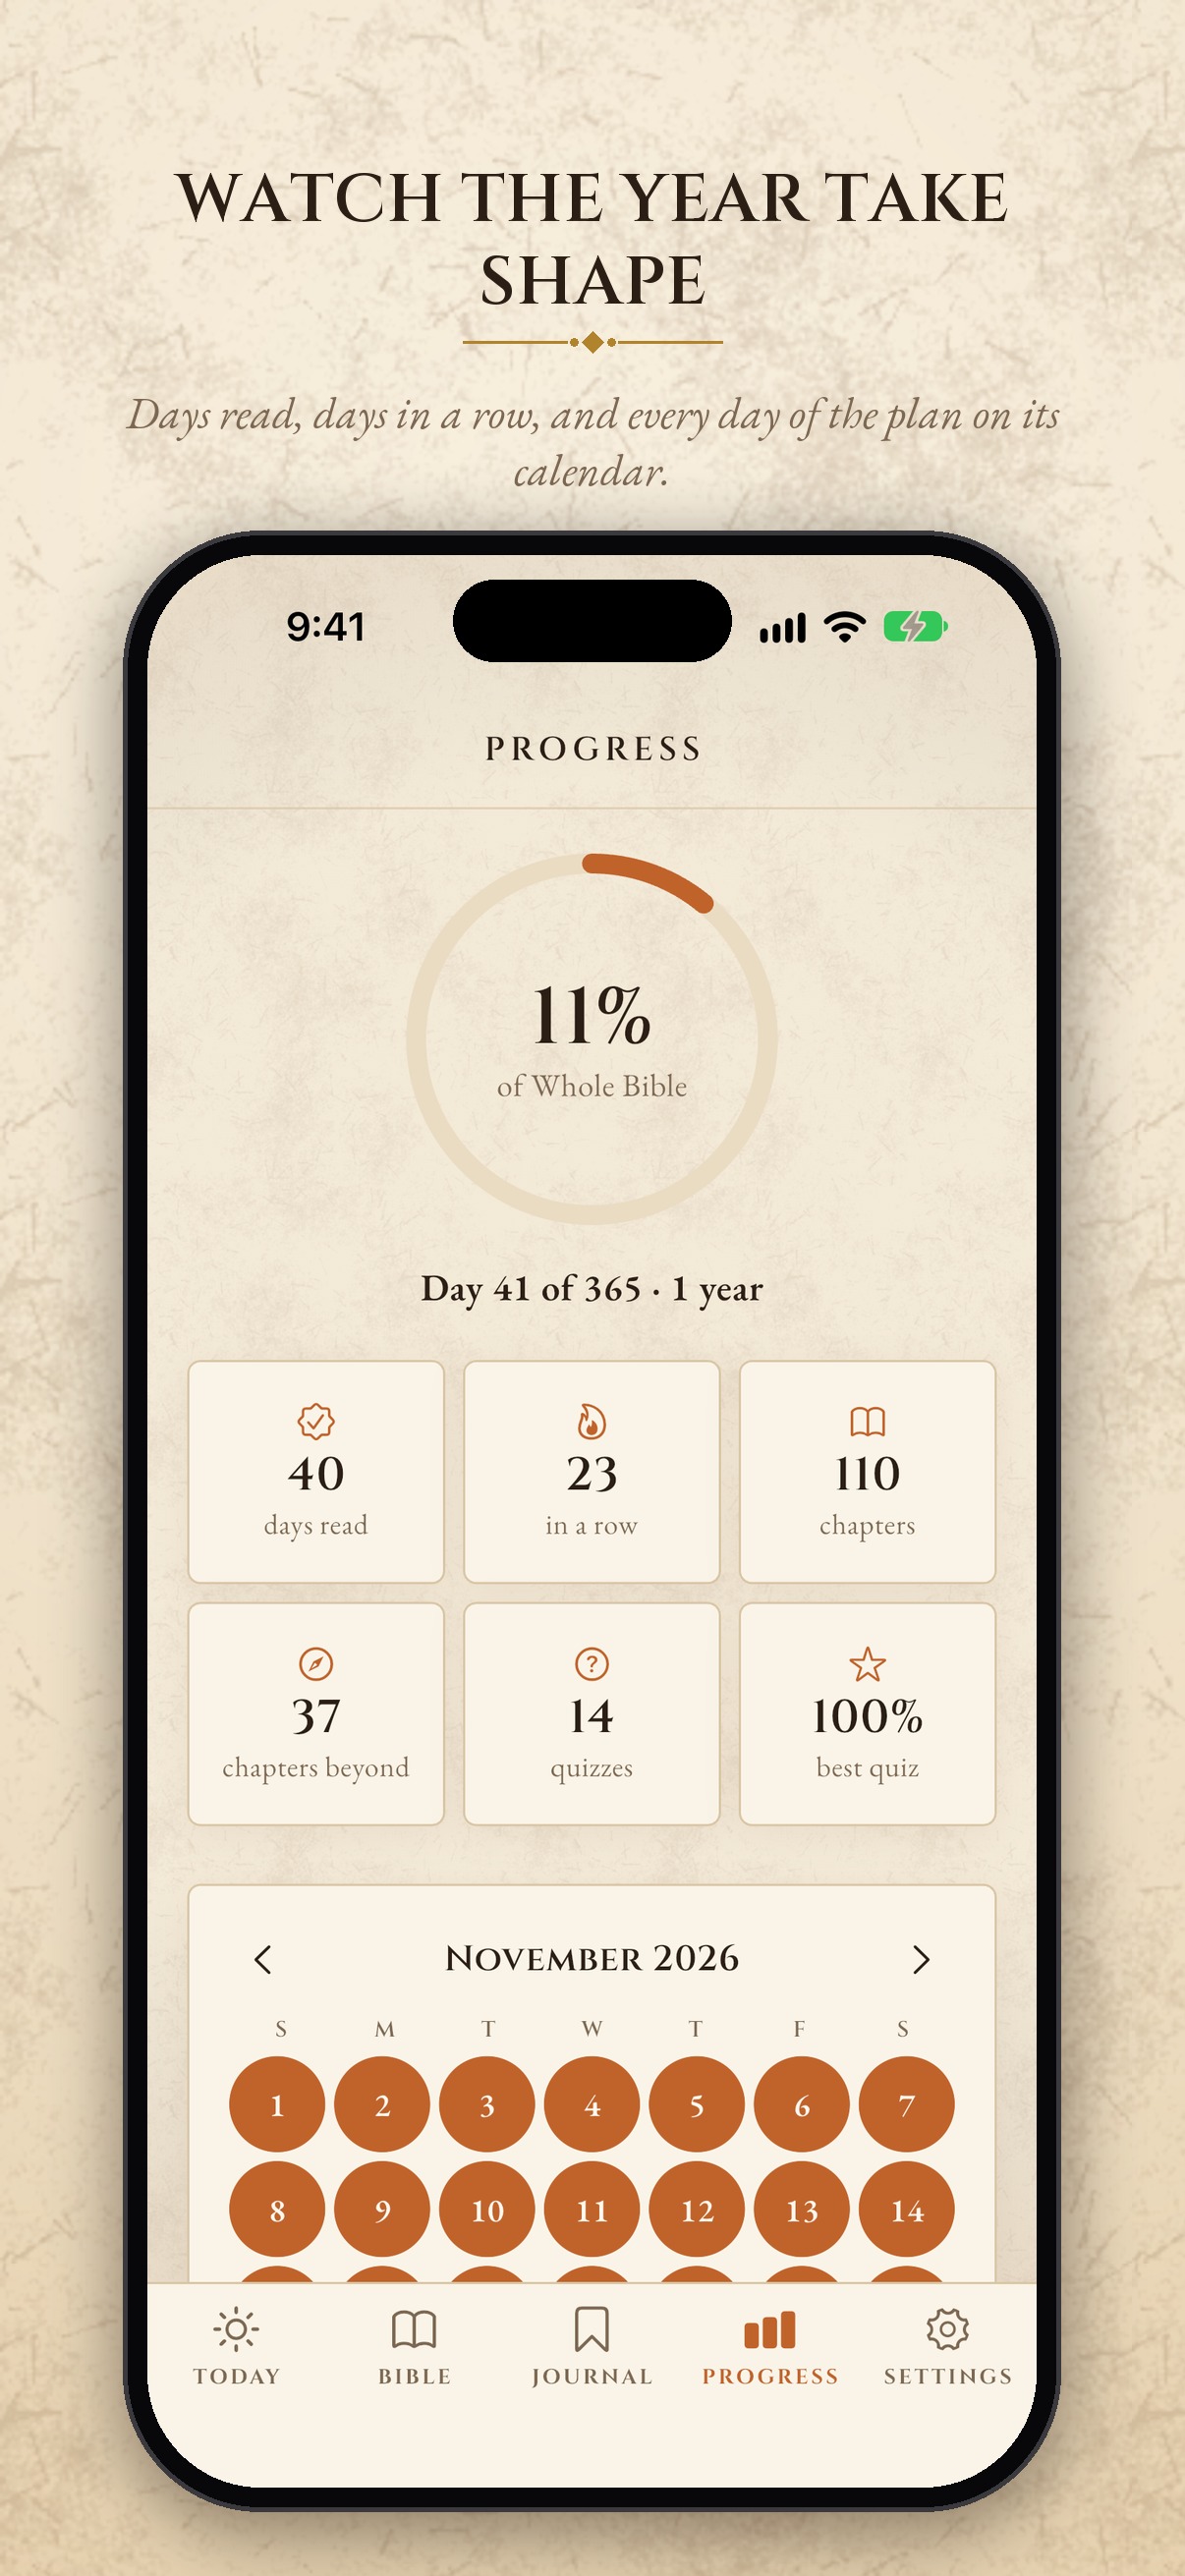 WATCH THE YEAR TAKE
SHAPE
Days read, days in a row, and every day of the plan on its
calendar.
9:41
PROGRESS
11%
of Whole Bible
Day 41 of 365 · 1 year
40
days read
23
in a row
110
chapters
37
chapters beyond
14
quizzes
100%
best quiz
November 2026
S M T W T F S
1 2 3 4 5 6 7
8 9 10 11 12 13 14
TODAY BIBLE JOURNAL PROGRESS SETTINGS